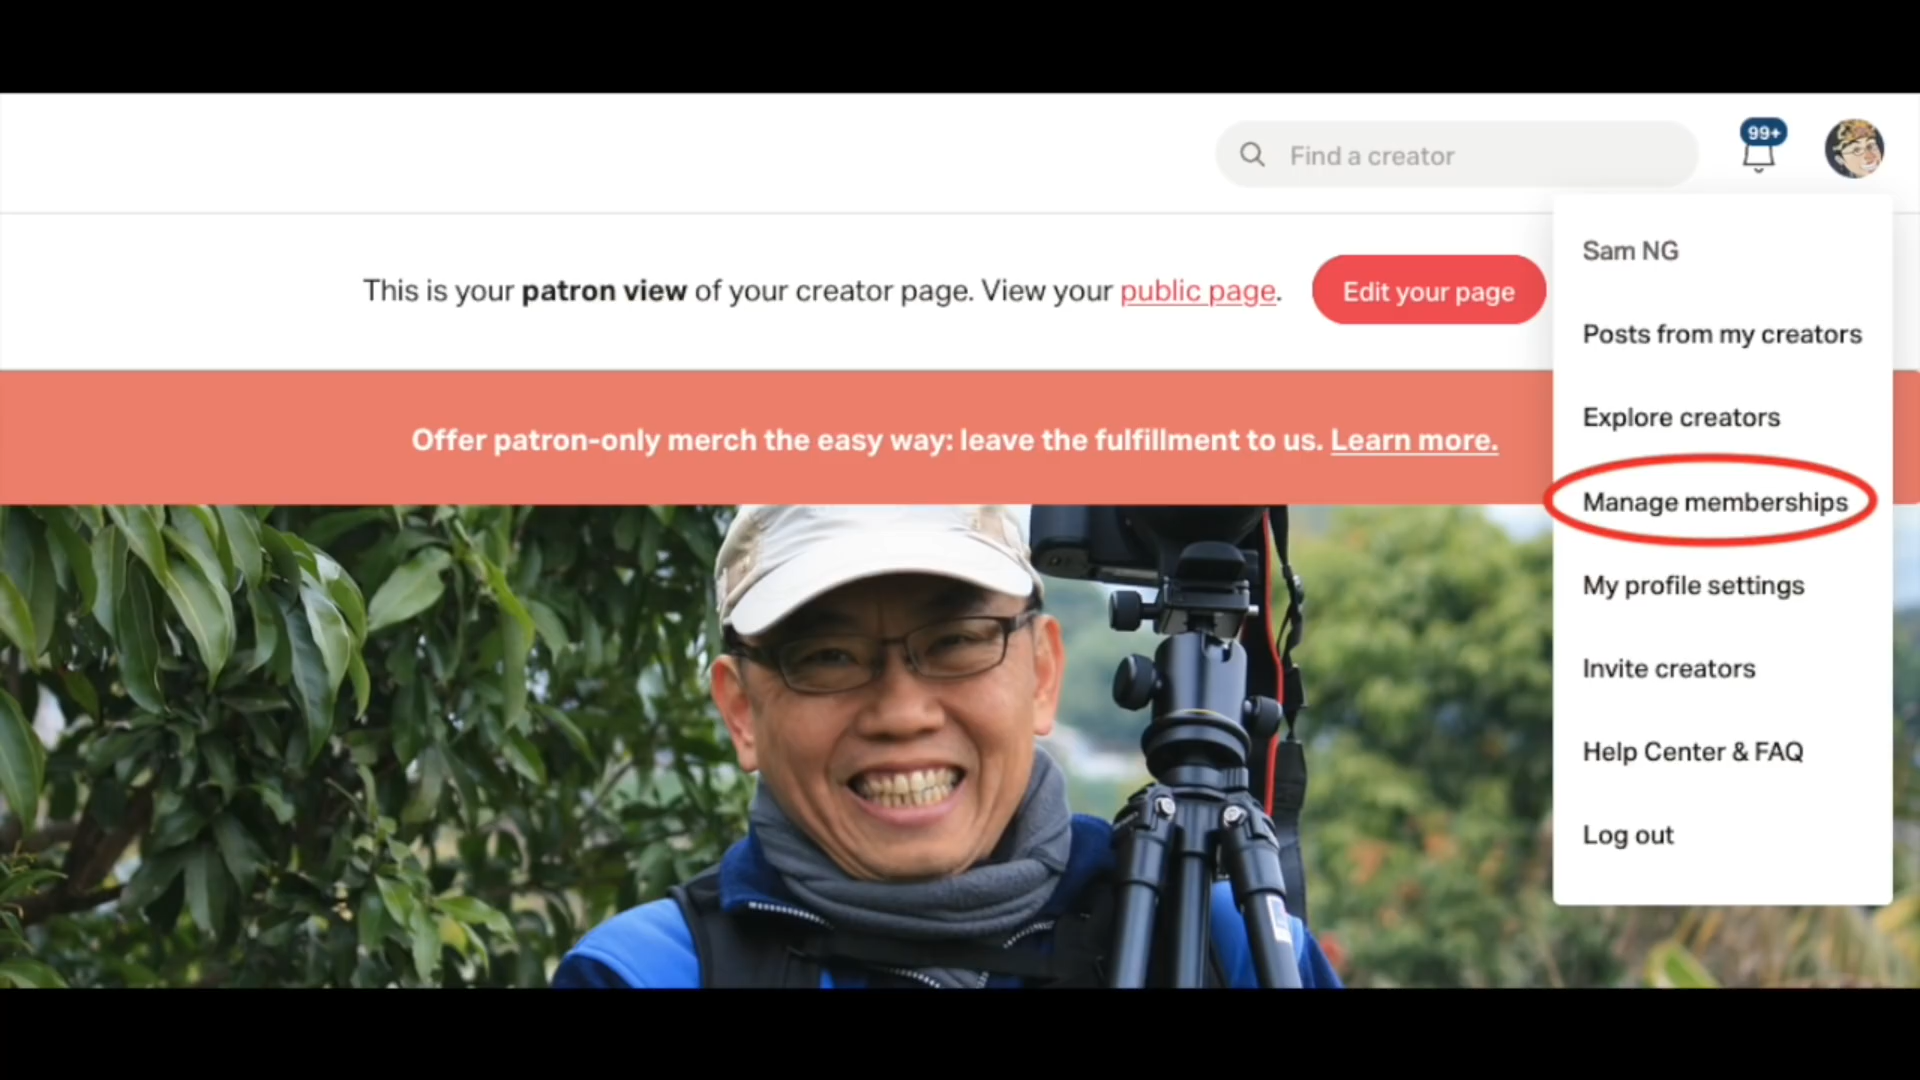 Find a creator
99+
Sam NG
This is your patron view of your creator page. View your public page.
Edit your page
Posts from my creators
Explore creators
Offer patron-only merch the easy way: leave the fulfillment to us. Learn more.
Manage memberships
My profile settings
Invite creators
Help Center & FAQ
Log out